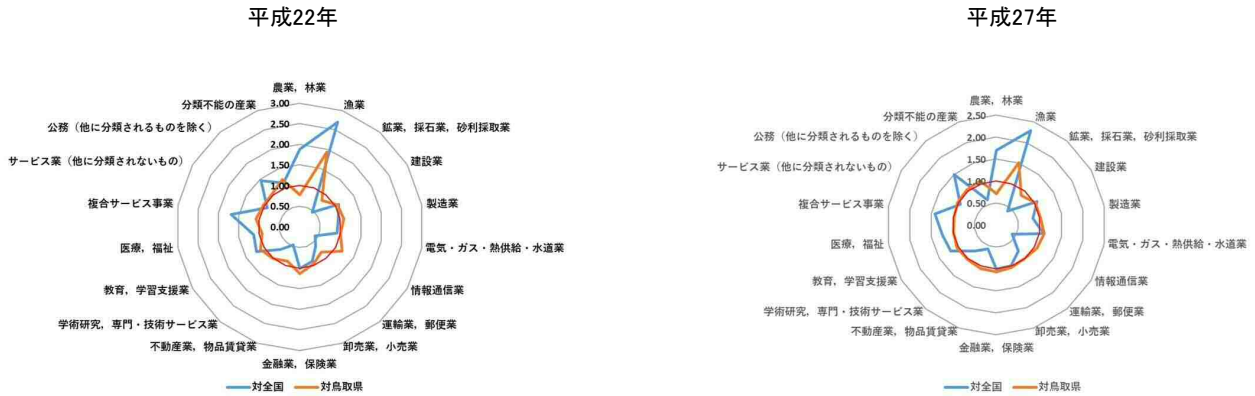 平成22年
農業，林業
3.00
2.50
2.00
1.50
1.00
0.50
0.00
漁業
鉱業，採石業，砂利採取業
建設業
製造業
電気・ガス・熱供給・水道業
情報通信業
運輸業，郵便業
卸売業，小売業
金融業，保険業
不動産業，物品賃貸業
学術研究，専門・技術サービス業
教育，学習支援業
医療，福祉
複合サービス事業
サービス業（他に分類されないもの）
公務（他に分類されるものを除く）
分類不能の産業
対全国
対鳥取県
平成27年
農業，林業
2.50
2.00
1.50
1.00
0.50
0.00
漁業
鉱業，採石業，砂利採取業
建設業
製造業
電気・ガス・熱供給・水道業
情報通信業
運輸業，郵便業
卸売業，小売業
金融業，保険業
不動産業，物品賃貸業
学術研究，専門・技術サービス業
教育，学習支援業
医療，福祉
複合サービス事業
サービス業（他に分類されないもの）
公務（他に分類されるものを除く）
分類不能の産業
対全国
対鳥取県